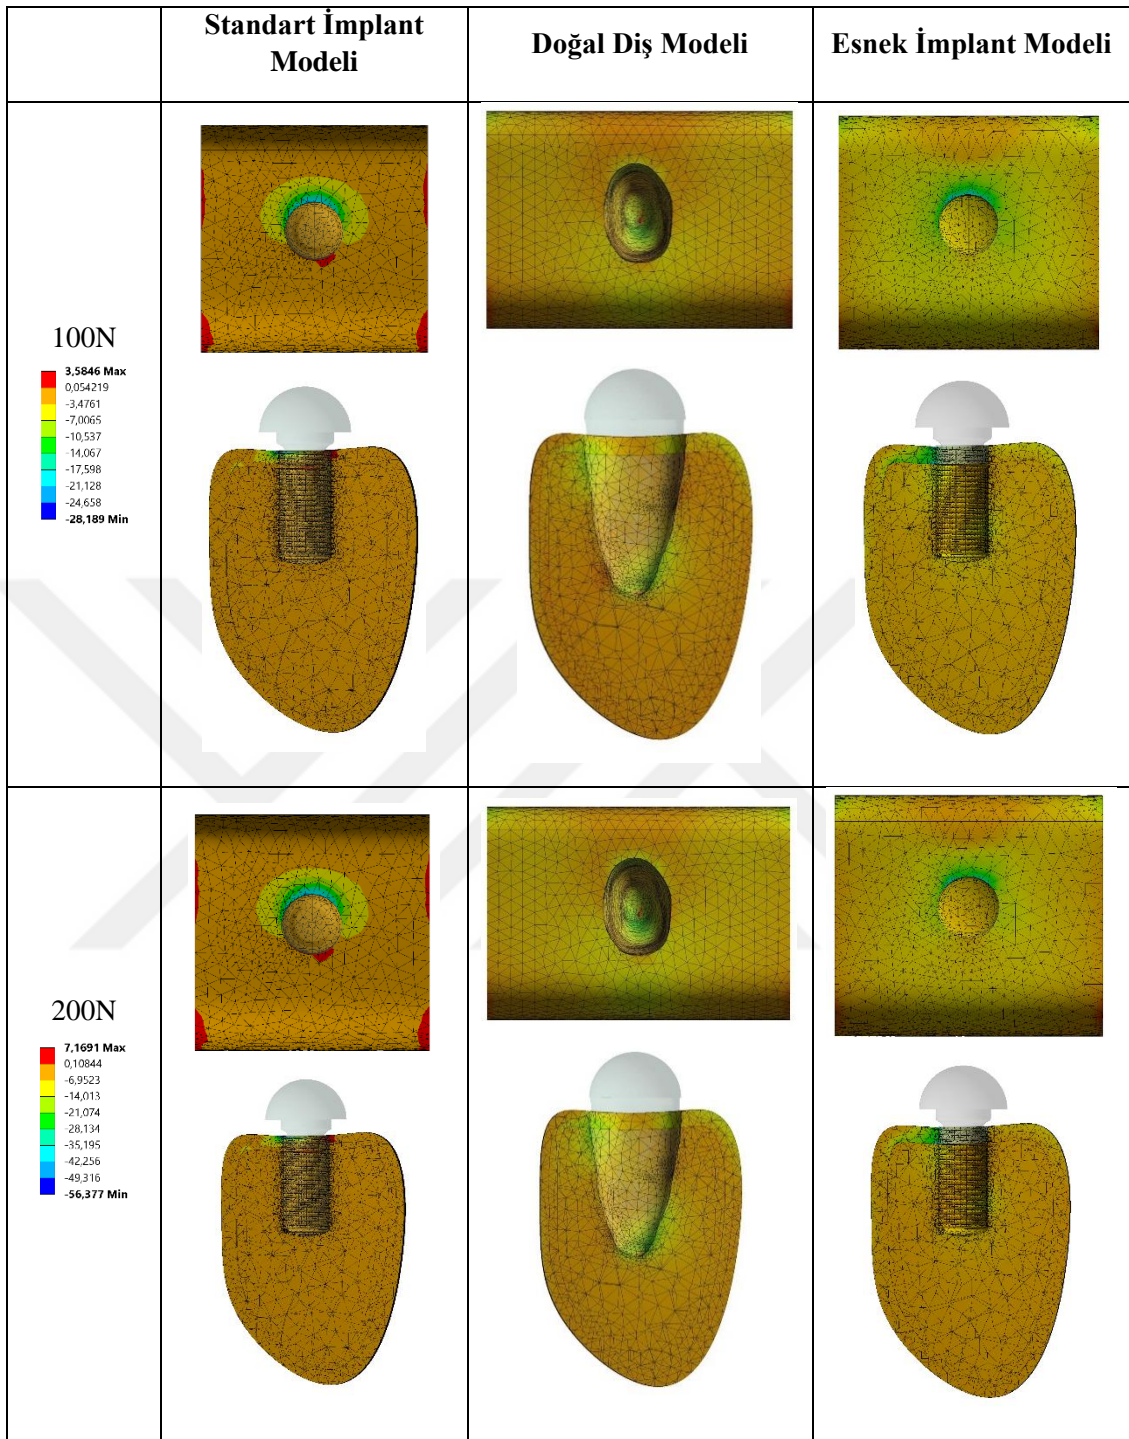 Standart İmplant
Modeli
Doğal Diş Modeli
Esnek İmplant Modeli
100N
3,5846 Max
0,054219
-3,4761
-7,0065
-10,537
-14,067
-17,598
-21,128
-24,658
-28,189 Min
200N
7,1691 Max
0,10844
-6,9523
-14,013
-21,074
-28,134
-35,195
-42,256
-49,316
-56,377 Min